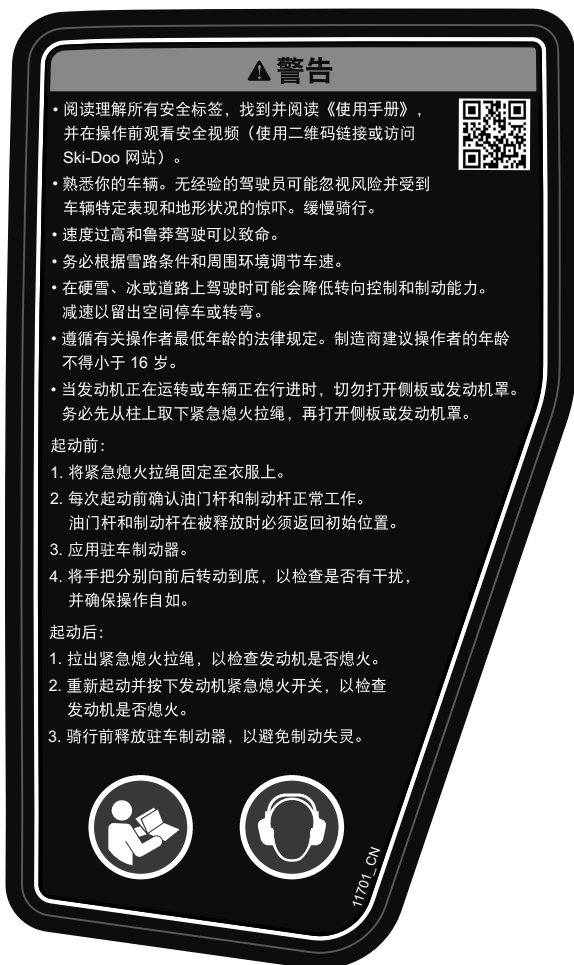 警告
• 阅读理解所有安全标签，找到并阅读《使用手册》，
并在操作前观看安全视频（使用二维码链接或访问
Ski-Doo 网站）。
• 熟悉你的车辆。无经验的驾驶员可能忽视风险并受到
车辆特定表现和地形状况的惊吓。缓慢骑行。
• 速度过高和鲁莽驾驶可以致命。
• 务必根据雪路条件和周围环境调节车速。
• 在硬雪、冰或道路上驾驶时可能会降低转向控制和制动能力。
减速以留出空间停车或转弯。
• 遵循有关操作者最低年龄的法律规定。制造商建议操作者的年龄
不得小于 16 岁。
• 当发动机正在运转或车辆正在行进时，切勿打开侧板或发动机罩。
务必先从柱上取下紧急熄火拉绳，再打开侧板或发动机罩。
起动前：
1. 将紧急熄火拉绳固定至衣服上。
2. 每次起动前确认油门杆和制动杆正常工作。
油门杆和制动杆在被释放时必须返回初始位置。
3. 应用驻车制动器。
4. 将手把分别向前后转动到底，以检查是否有干扰，
并确保操作自如。
起动后：
1. 拉出紧急熄火拉绳，以检查发动机是否熄火。
2. 重新起动并按下发动机紧急熄火开关，以检查
发动机是否熄火。
3. 骑行前释放驻车制动器，以避免制动失灵。
11701_CN